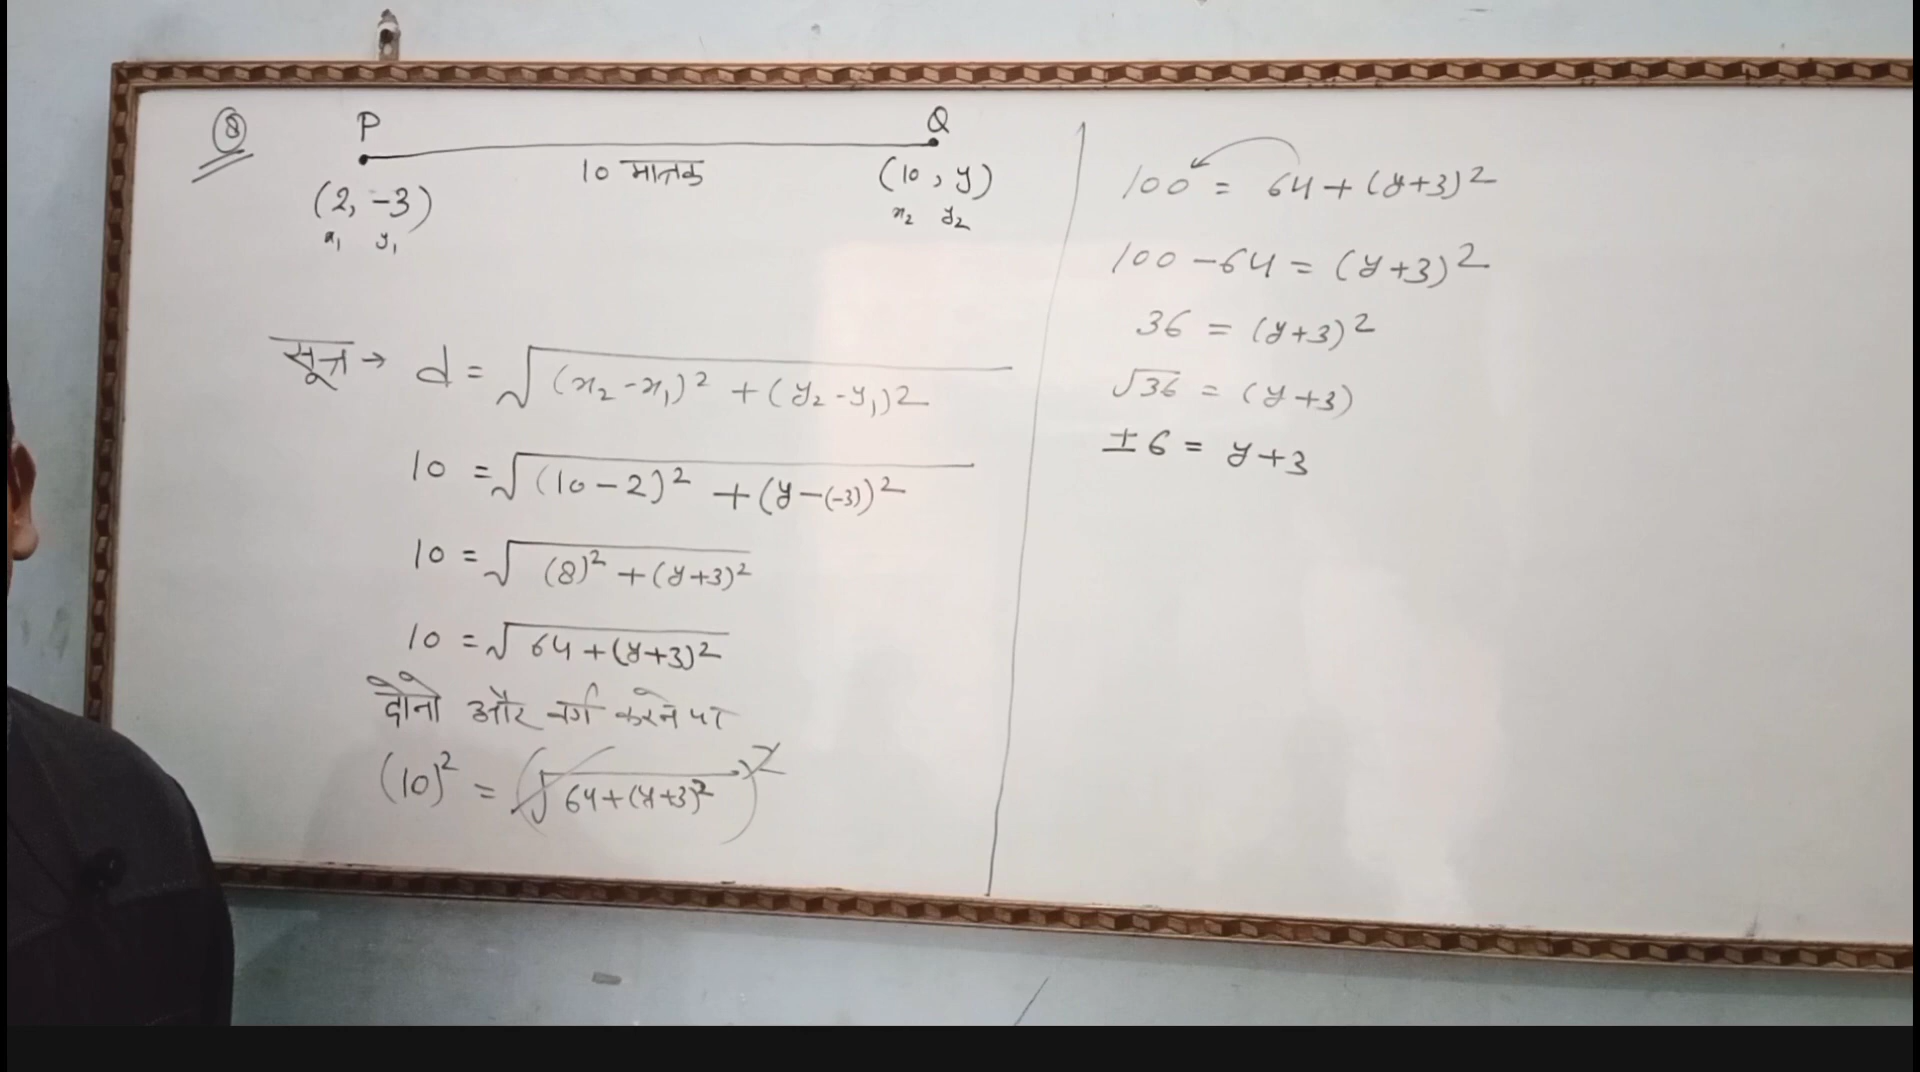 ⑧
P Q
10 मात्रक
(2, -3) (10, y)
x₁ y₁ x₂ y₂
सूत्र → d = √(x₂ - x₁)² + (y₂ - y₁)²
10 = √(10 - 2)² + (y - (-3))²
10 = √(8)² + (y+3)²
10 = √64 + (y+3)²
दोनो और वर्ग करने पर
(10)² = (√64 + (y+3)²)²
100 = 64 + (y+3)²
100 - 64 = (y+3)²
36 = (y+3)²
√36 = (y+3)
±6 = y+3